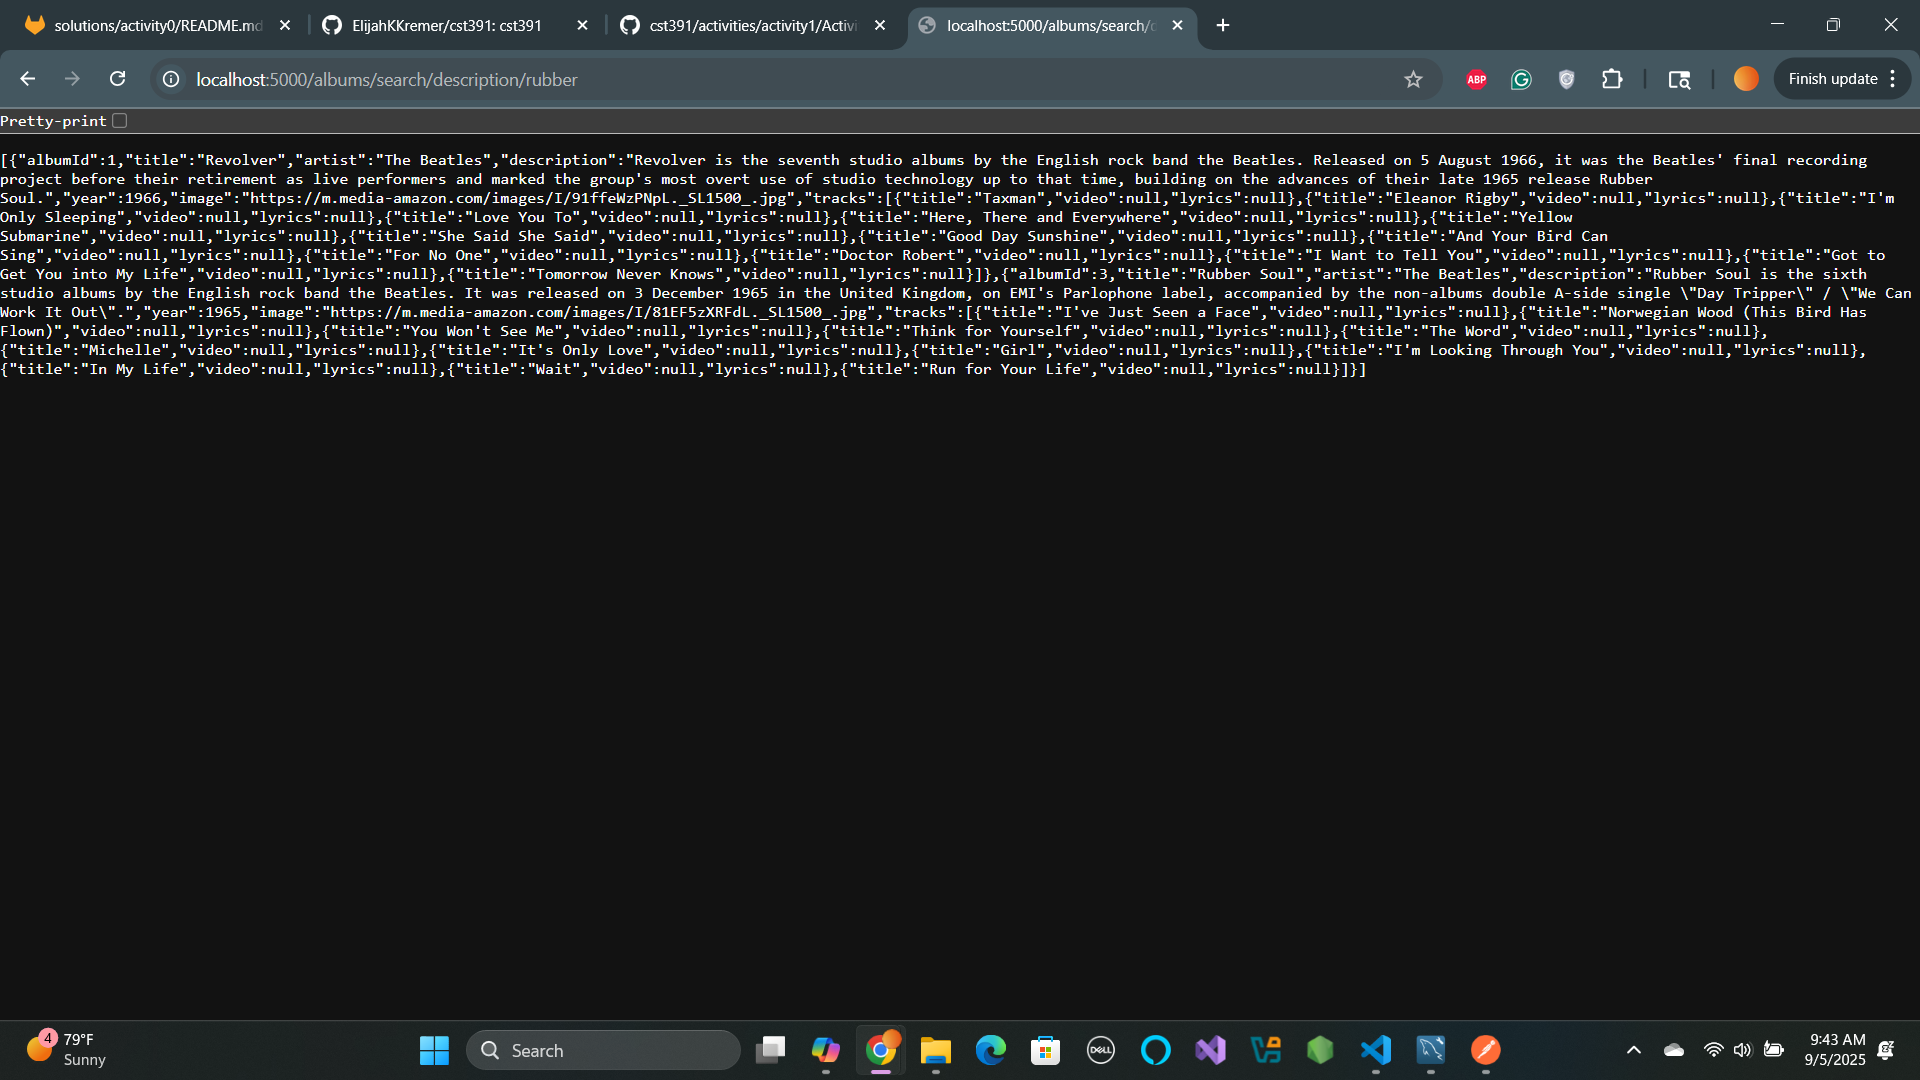 solutions/activity0/README.md
ElijahKKremer/cst391: cst391
cst391/activities/activity1/Activi
localhost:5000/albums/search/d
localhost:5000/albums/search/description/rubber
ABP
Finish update
Pretty-print
[{"albumId":1,"title":"Revolver","artist":"The Beatles","description":"Revolver is the seventh studio albums by the English rock band the Beatles. Released on 5 August 1966, it was the Beatles' final recording
project before their retirement as live performers and marked the group's most overt use of studio technology up to that time, building on the advances of their late 1965 release Rubber
Soul.","year":1966,"image":"https://m.media-amazon.com/images/I/91ffeWzPNpL._SL1500_.jpg","tracks":[{"title":"Taxman","video":null,"lyrics":null},{"title":"Eleanor Rigby","video":null,"lyrics":null},{"title":"I'm
Only Sleeping","video":null,"lyrics":null},{"title":"Love You To","video":null,"lyrics":null},{"title":"Here, There and Everywhere","video":null,"lyrics":null},{"title":"Yellow
Submarine","video":null,"lyrics":null},{"title":"She Said She Said","video":null,"lyrics":null},{"title":"Good Day Sunshine","video":null,"lyrics":null},{"title":"And Your Bird Can
Sing","video":null,"lyrics":null},{"title":"For No One","video":null,"lyrics":null},{"title":"Doctor Robert","video":null,"lyrics":null},{"title":"I Want to Tell You","video":null,"lyrics":null},{"title":"Got to
Get You into My Life","video":null,"lyrics":null},{"title":"Tomorrow Never Knows","video":null,"lyrics":null}]},{"albumId":3,"title":"Rubber Soul","artist":"The Beatles","description":"Rubber Soul is the sixth
studio albums by the English rock band the Beatles. It was released on 3 December 1965 in the United Kingdom, on EMI's Parlophone label, accompanied by the non-albums double A-side single \"Day Tripper\" / \"We Can
Work It Out\".","year":1965,"image":"https://m.media-amazon.com/images/I/81EF5zXRFdL._SL1500_.jpg","tracks":[{"title":"I've Just Seen a Face","video":null,"lyrics":null},{"title":"Norwegian Wood (This Bird Has
Flown)","video":null,"lyrics":null},{"title":"You Won't See Me","video":null,"lyrics":null},{"title":"Think for Yourself","video":null,"lyrics":null},{"title":"The Word","video":null,"lyrics":null},
{"title":"Michelle","video":null,"lyrics":null},{"title":"It's Only Love","video":null,"lyrics":null},{"title":"Girl","video":null,"lyrics":null},{"title":"I'm Looking Through You","video":null,"lyrics":null},
{"title":"In My Life","video":null,"lyrics":null},{"title":"Wait","video":null,"lyrics":null},{"title":"Run for Your Life","video":null,"lyrics":null}]}]
4
79°F
Sunny
Search
DELL
9:43 AM
9/5/2025